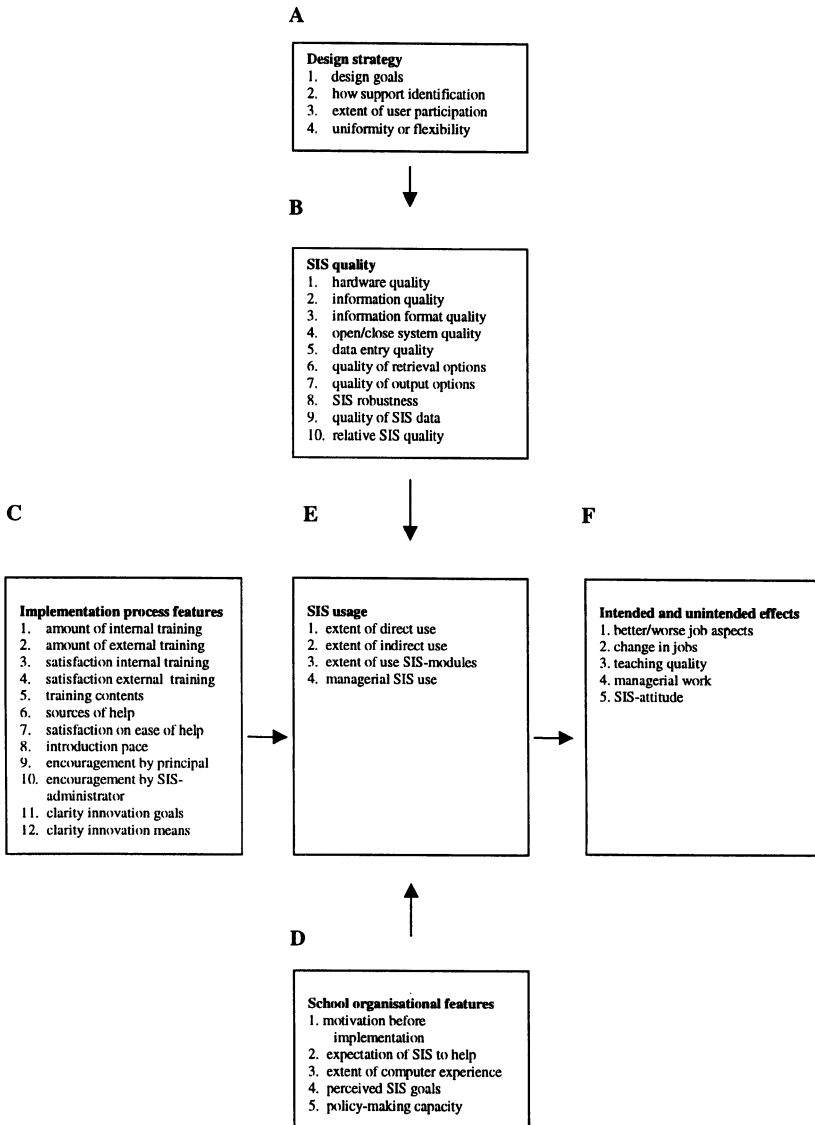 A
Design strategy
1. design goals
2. how support identification
3. extent of user participation
4. uniformity or flexibility
B
SIS quality
1. hardware quality
2. information quality
3. information format quality
4. open/close system quality
5. data entry quality
6. quality of retrieval options
7. quality of output options
8. SIS robustness
9. quality of SIS data
10. relative SIS quality
C
Implementation process features
1. amount of internal training
2. amount of external training
3. satisfaction internal training
4. satisfaction external training
5. training contents
6. sources of help
7. satisfaction on ease of help
8. introduction pace
9. encouragement by principal
10. encouragement by SIS-
administrator
11. clarity innovation goals
12. clarity innovation means
E
SIS usage
1. extent of direct use
2. extent of indirect use
3. extent of use SIS-modules
4. managerial SIS use
F
Intended and unintended effects
1. better/worse job aspects
2. change in jobs
3. teaching quality
4. managerial work
5. SIS-attitude
D
School organisational features
1. motivation before
implementation
2. expectation of SIS to help
3. extent of computer experience
4. perceived SIS goals
5. policy-making capacity